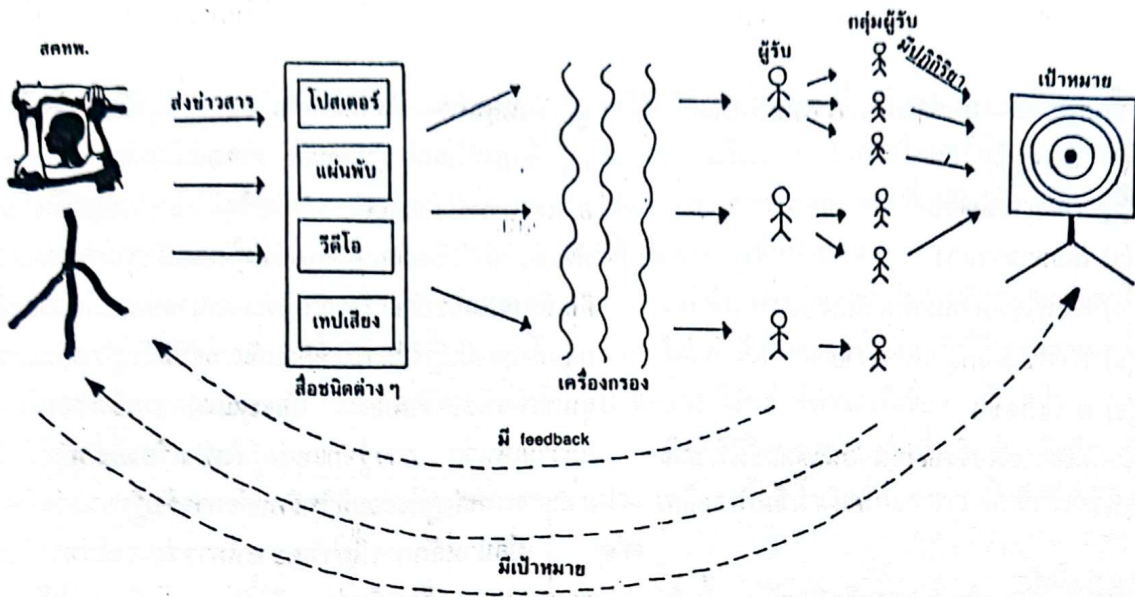 สคทพ.
ส่งข่าวสาร
โปสเตอร์
แผ่นพับ
วีดีโอ
เทปเสียง
สื่อชนิดต่าง ๆ
เครื่องกรอง
ผู้รับ
กลุ่มผู้รับ
มีปฏิกิริยา
เป้าหมาย
มี feedback
มีเป้าหมาย